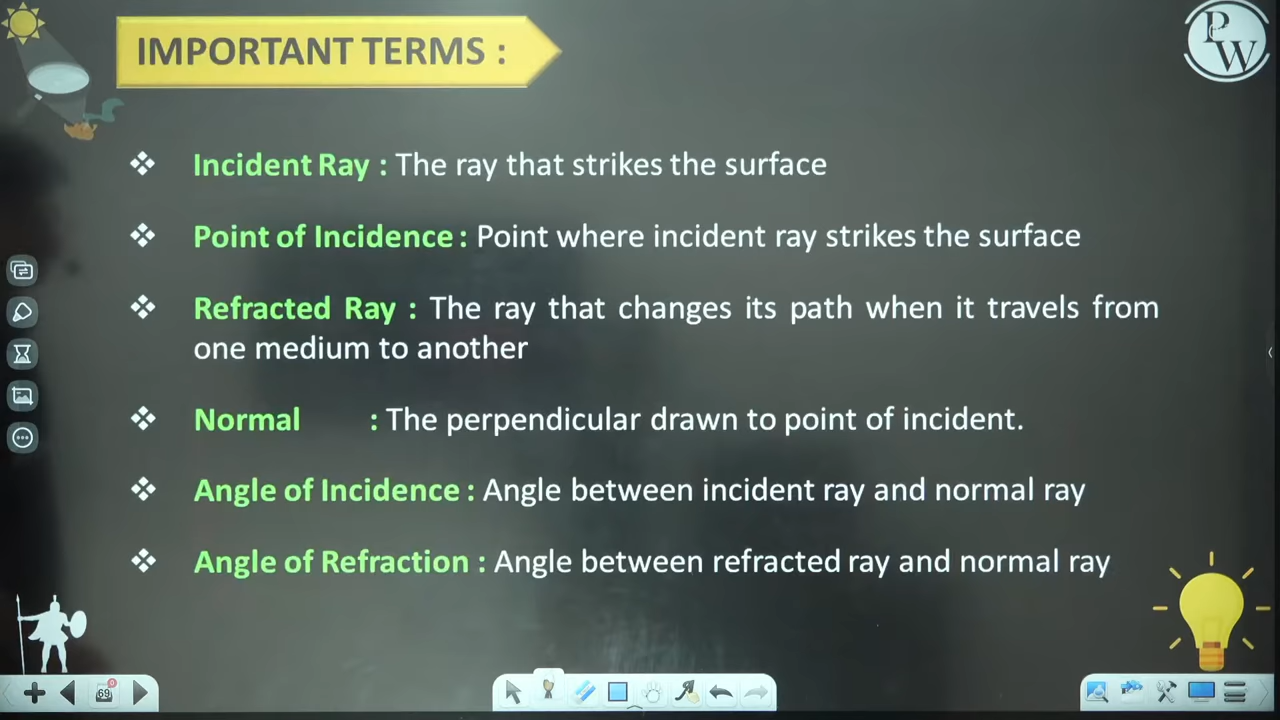 IMPORTANT TERMS :
PW
❖ Incident Ray : The ray that strikes the surface
❖ Point of Incidence : Point where incident ray strikes the surface
❖ Refracted Ray : The ray that changes its path when it travels from
one medium to another
❖ Normal : The perpendicular drawn to point of incident.
❖ Angle of Incidence : Angle between incident ray and normal ray
❖ Angle of Refraction : Angle between refracted ray and normal ray
69